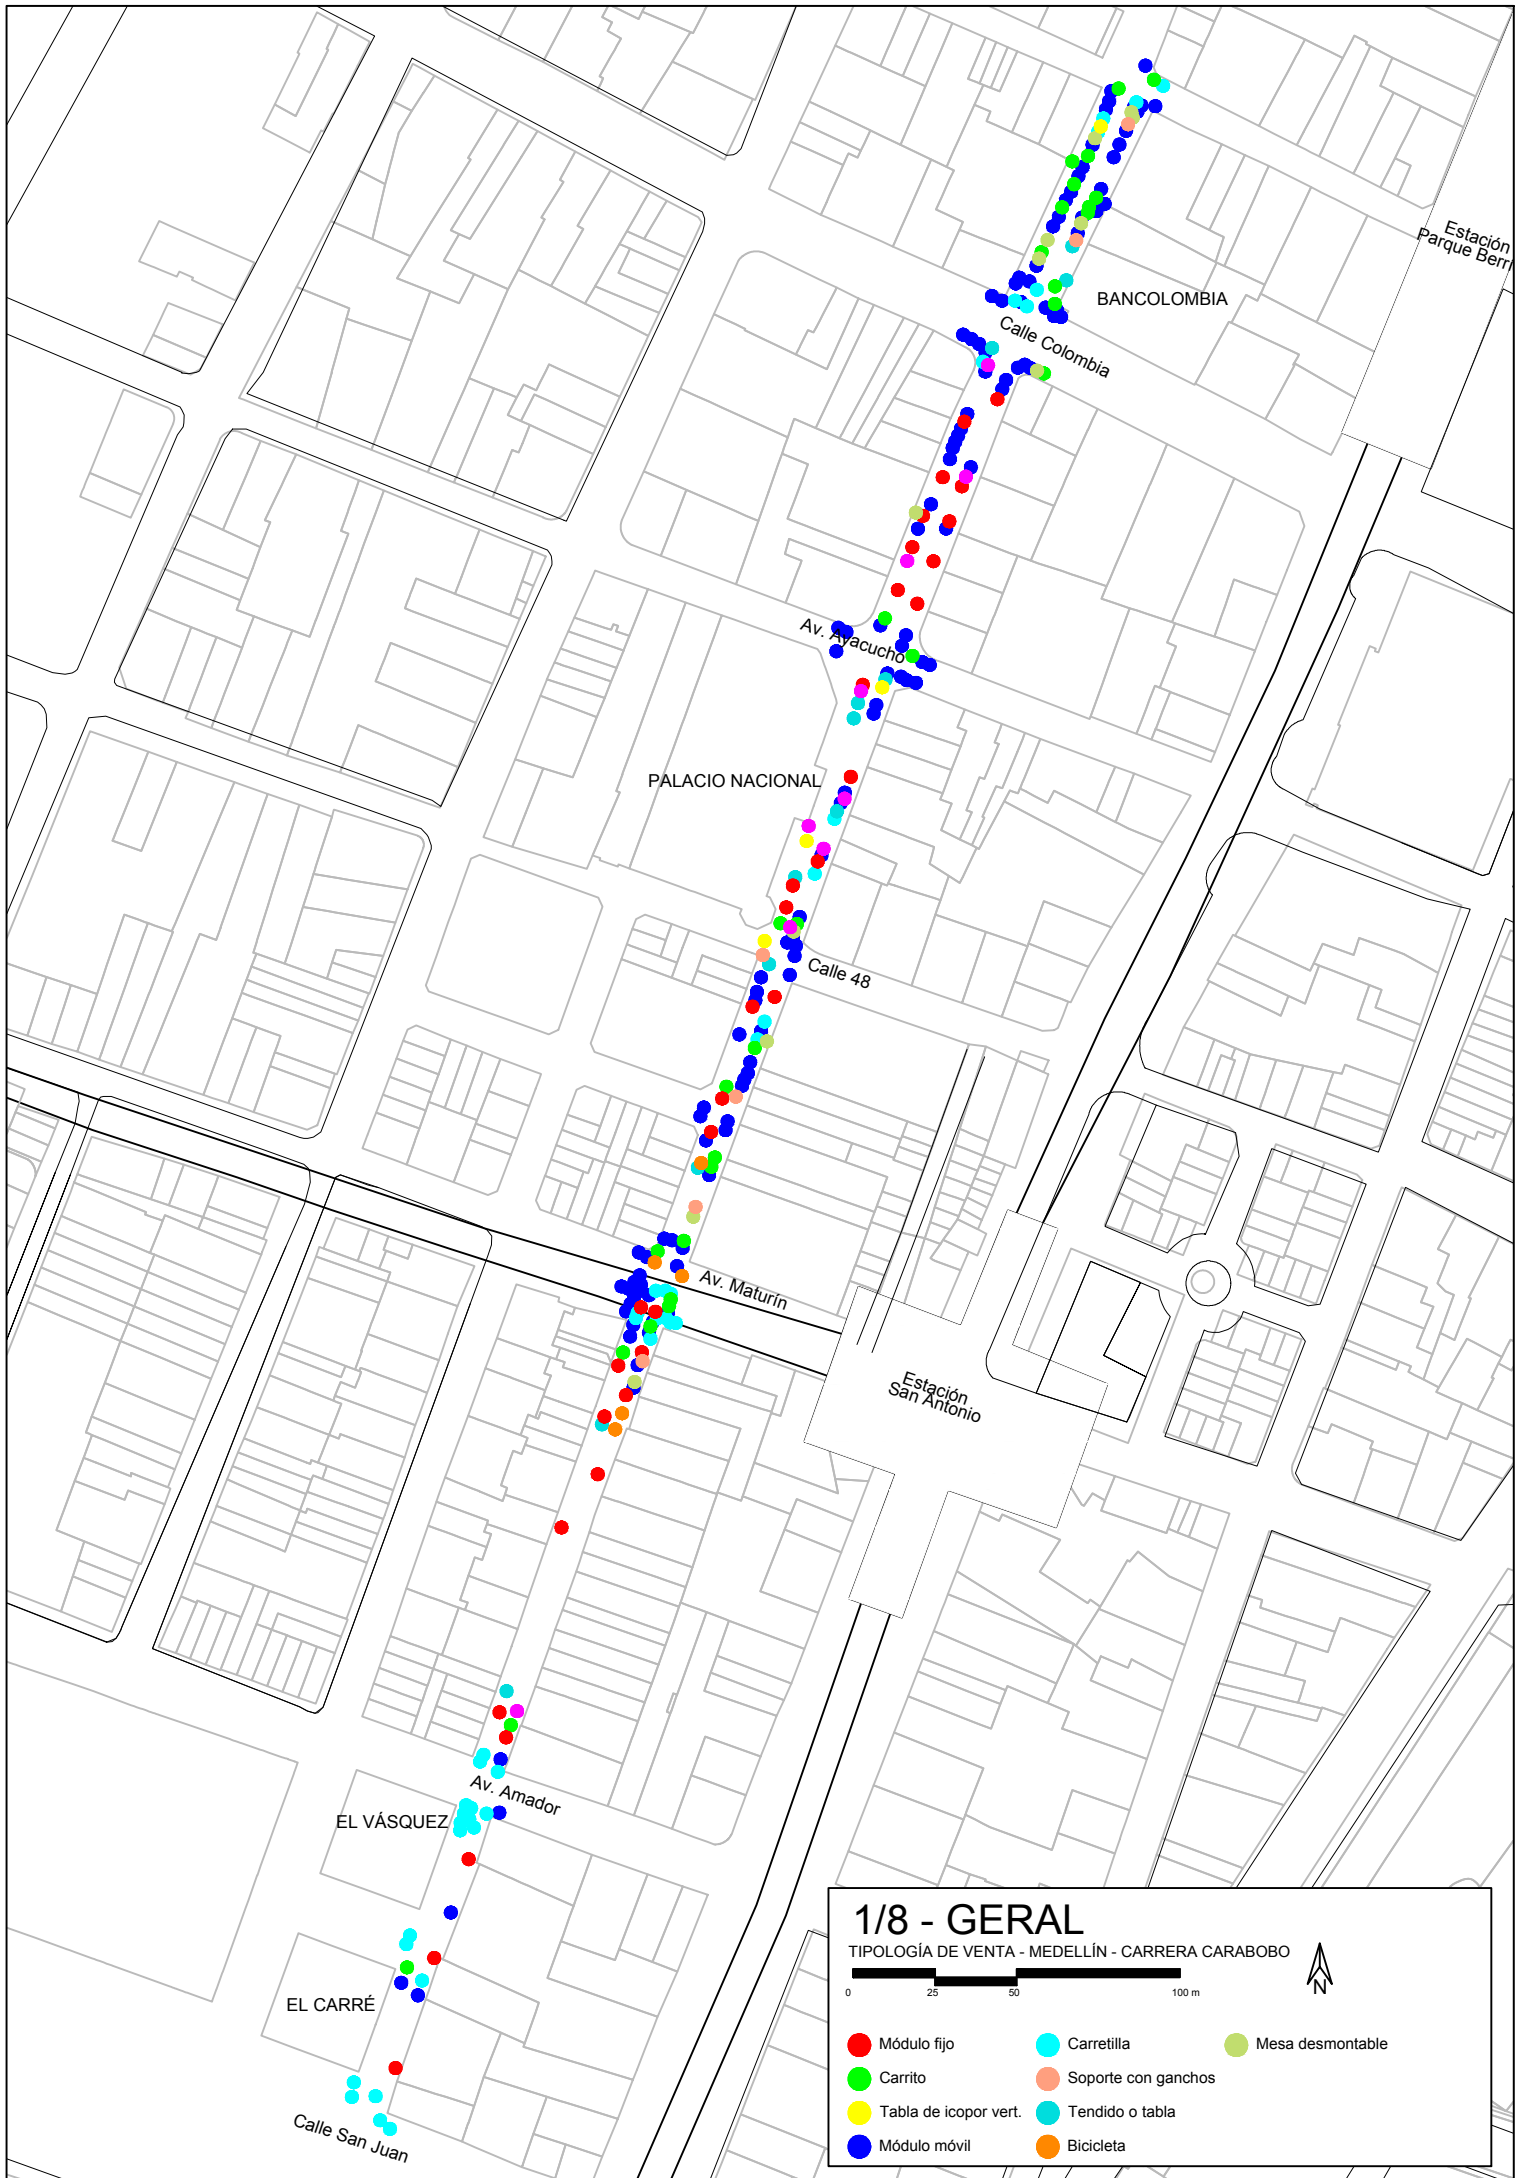 Estación
Parque Berri
BANCOLOMBIA
Calle Colombia
Av. Ayacucho
PALACIO NACIONAL
Calle 48
Av. Maturín
Estación
San Antonio
Av. Amador
EL VÁSQUEZ
EL CARRÉ
Calle San Juan
1/8 - GERAL
TIPOLOGÍA DE VENTA - MEDELLÍN - CARRERA CARABOBO
0 25 50 100 m
N
Módulo fijo
Carretilla
Mesa desmontable
Carrito
Soporte con ganchos
Tabla de icopor vert.
Tendido o tabla
Módulo móvil
Bicicleta